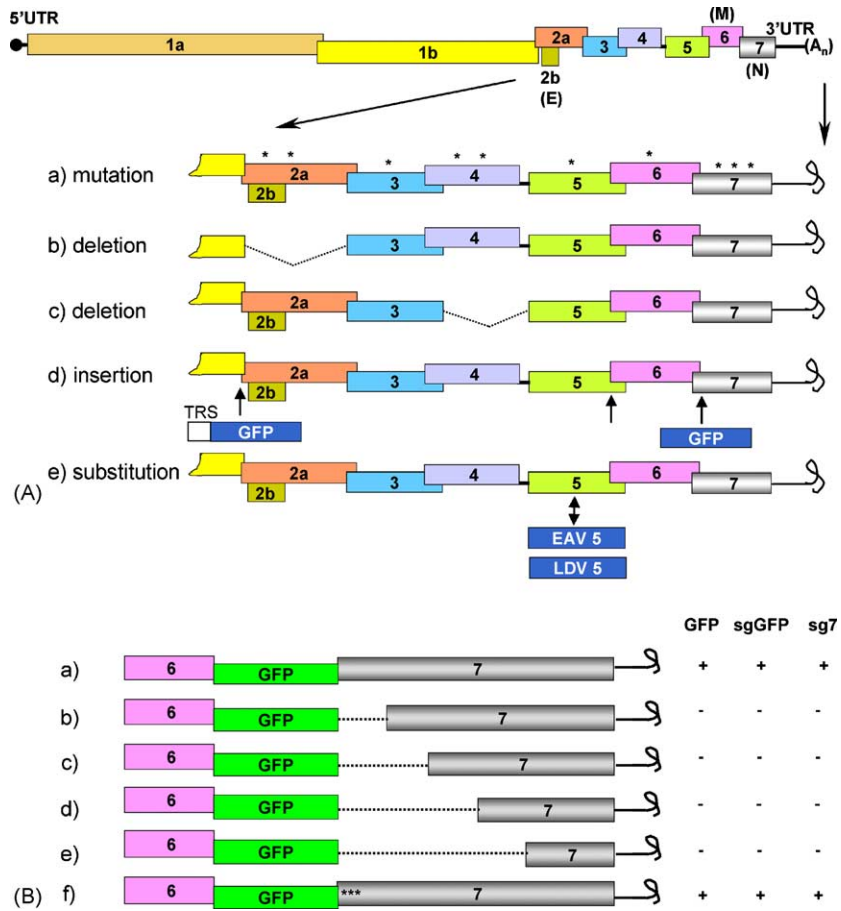 5'UTR
1a
1b
2a
2b
(E)
3
4
5
(M)
6
7
(N)
3'UTR
(An)
a) mutation
* * * * * * * * * *
2a
2b
3
4
5
6
7
b) deletion
3
4
5
6
7
c) deletion
2a
2b
3
5
6
7
d) insertion
2a
2b
3
4
5
6
7
TRS
GFP
GFP
e) substitution
2a
2b
3
4
5
6
7
(A)
EAV 5
LDV 5
GFP sgGFP sg7
a) 6 GFP 7 + + +
b) 6 GFP 7 - - -
c) 6 GFP 7 - - -
d) 6 GFP 7 - - -
e) 6 GFP 7 - - -
(B) f) 6 GFP *** 7 + + +